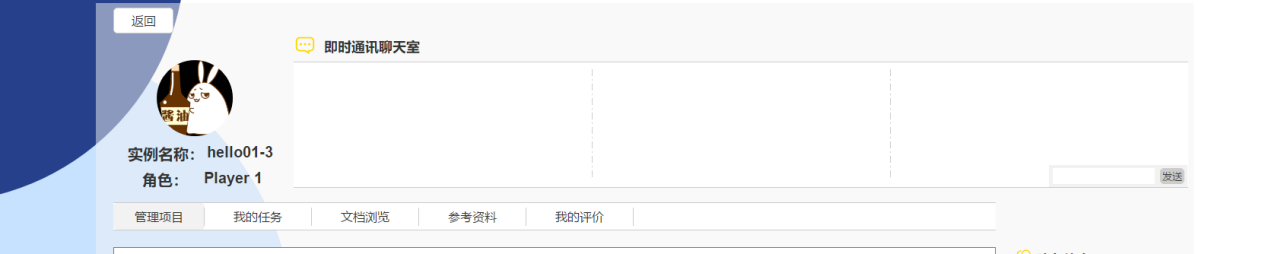 返回
即时通讯聊天室
酱油
实例名称： hello01-3
角色： Player 1
发送
管理项目 我的任务 文档浏览 参考资料 我的评价